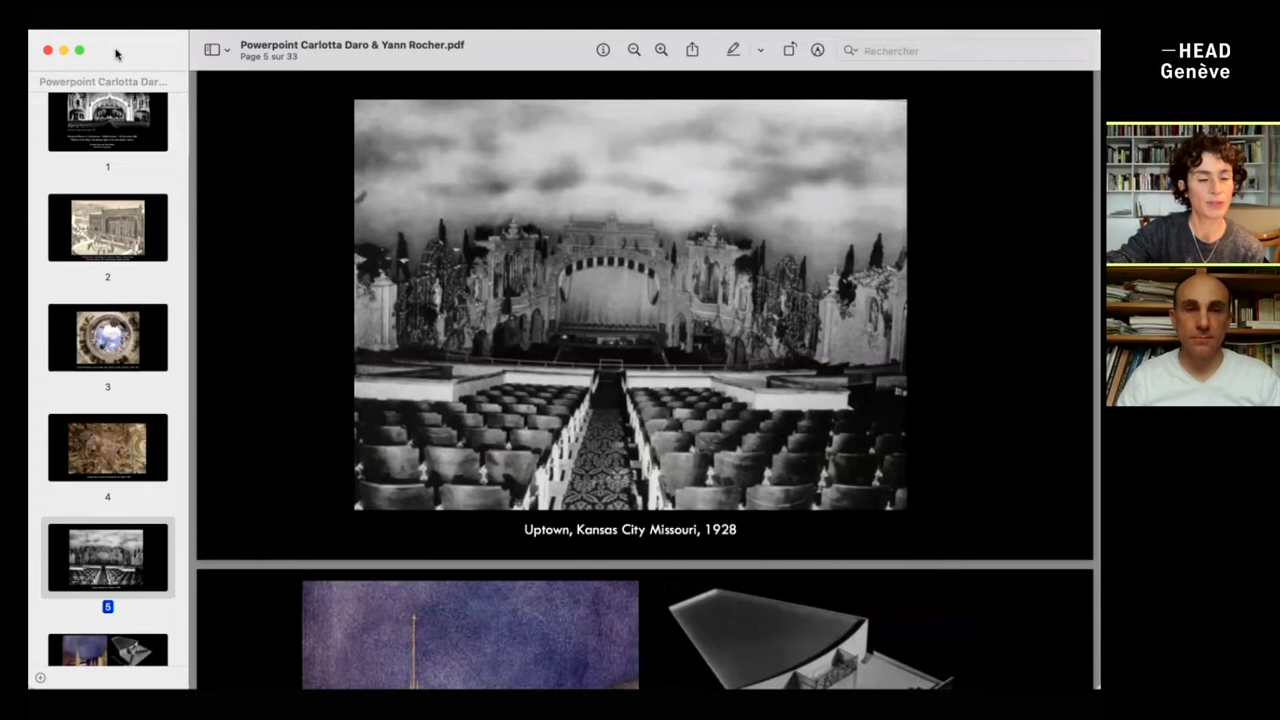 Powerpoint Carlotta Daro & Yann Rocher.pdf
Page 5 sur 33
Rechercher
Powerpoint Carlotta Dar...
1
2
3
4
5
Uptown, Kansas City Missouri, 1928
—HEAD
Genève